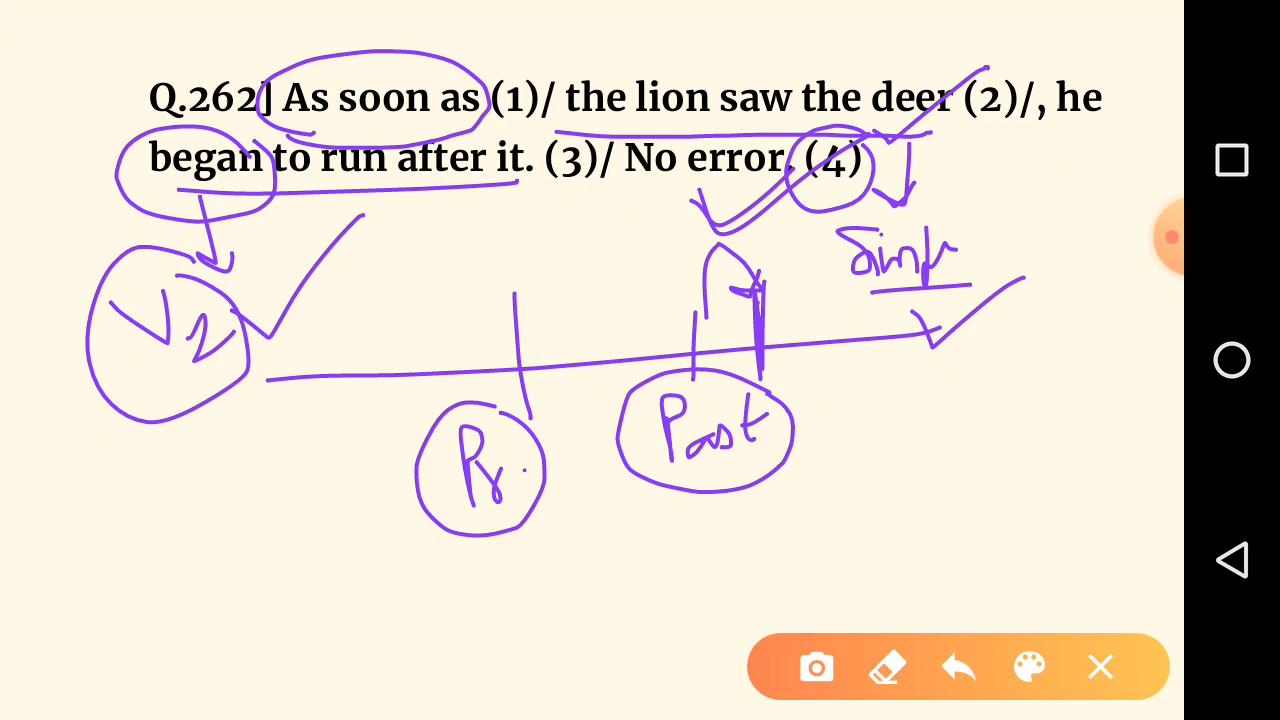 Q.262] As soon as (1)/ the lion saw the deer (2)/, he
began to run after it. (3)/ No error. (4)
Simple
V2
Past
Pr.